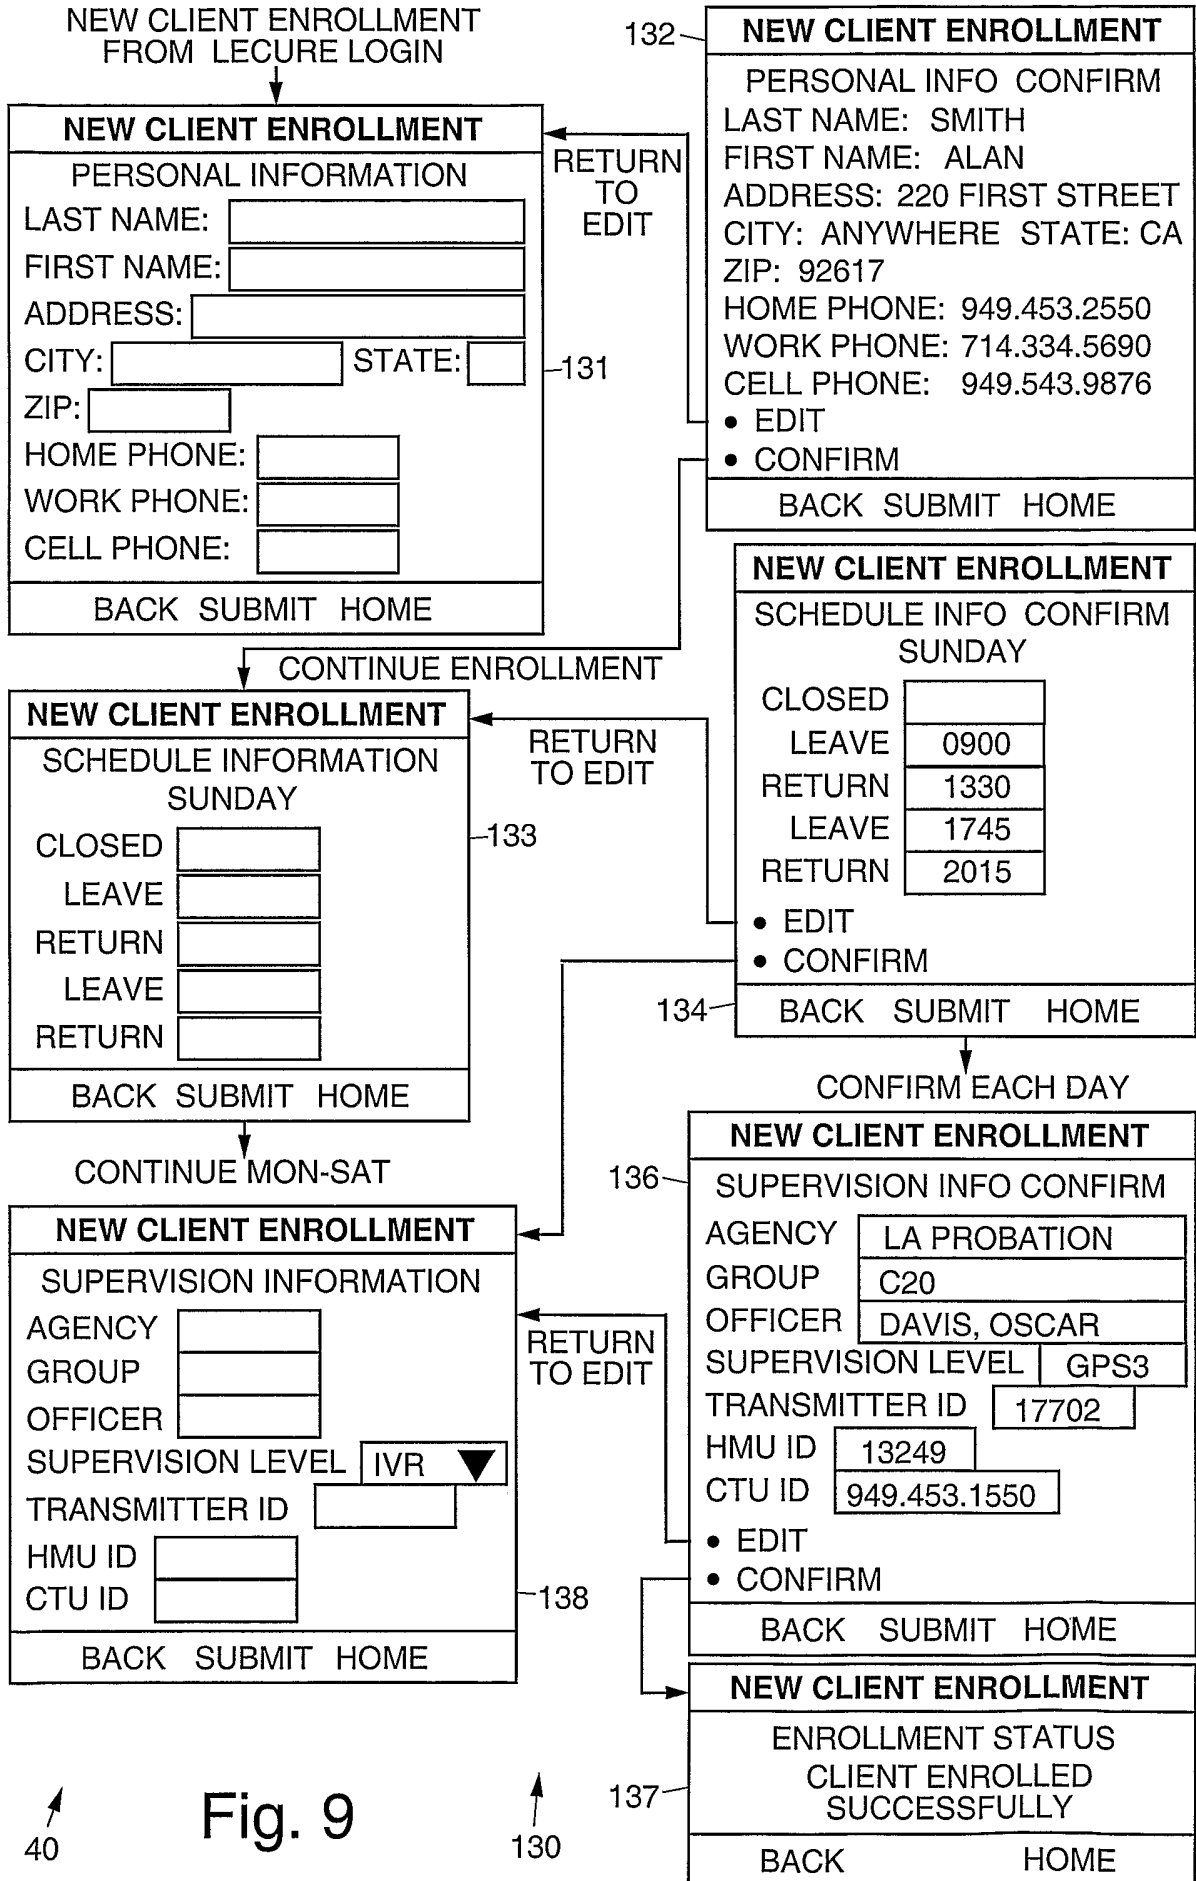 NEW CLIENT ENROLLMENT
FROM LECURE LOGIN
NEW CLIENT ENROLLMENT
PERSONAL INFORMATION
LAST NAME:
FIRST NAME:
ADDRESS:
CITY: STATE:
ZIP:
HOME PHONE:
WORK PHONE:
CELL PHONE:
BACK SUBMIT HOME
131
RETURN
TO
EDIT
132
NEW CLIENT ENROLLMENT
PERSONAL INFO CONFIRM
LAST NAME: SMITH
FIRST NAME: ALAN
ADDRESS: 220 FIRST STREET
CITY: ANYWHERE STATE: CA
ZIP: 92617
HOME PHONE: 949.453.2550
WORK PHONE: 714.334.5690
CELL PHONE: 949.543.9876
• EDIT
• CONFIRM
BACK SUBMIT HOME
CONTINUE ENROLLMENT
NEW CLIENT ENROLLMENT
SCHEDULE INFORMATION
SUNDAY
CLOSED
LEAVE
RETURN
LEAVE
RETURN
BACK SUBMIT HOME
133
CONTINUE MON-SAT
RETURN
TO EDIT
NEW CLIENT ENROLLMENT
SCHEDULE INFO CONFIRM
SUNDAY
CLOSED
LEAVE 0900
RETURN 1330
LEAVE 1745
RETURN 2015
• EDIT
• CONFIRM
134
BACK SUBMIT HOME
CONFIRM EACH DAY
NEW CLIENT ENROLLMENT
SUPERVISION INFORMATION
AGENCY
GROUP
OFFICER
SUPERVISION LEVEL IVR
TRANSMITTER ID
HMU ID
CTU ID
138
BACK SUBMIT HOME
RETURN
TO EDIT
NEW CLIENT ENROLLMENT
136
SUPERVISION INFO CONFIRM
AGENCY LA PROBATION
GROUP C20
OFFICER DAVIS, OSCAR
SUPERVISION LEVEL GPS3
TRANSMITTER ID 17702
HMU ID 13249
CTU ID 949.453.1550
• EDIT
• CONFIRM
BACK SUBMIT HOME
NEW CLIENT ENROLLMENT
ENROLLMENT STATUS
CLIENT ENROLLED
SUCCESSFULLY
137
BACK HOME
40
Fig. 9
130